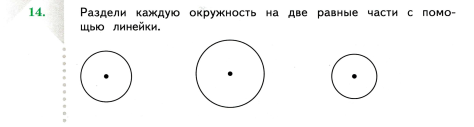 14. Раздели каждую окружность на две равные части с помо-
щью линейки.